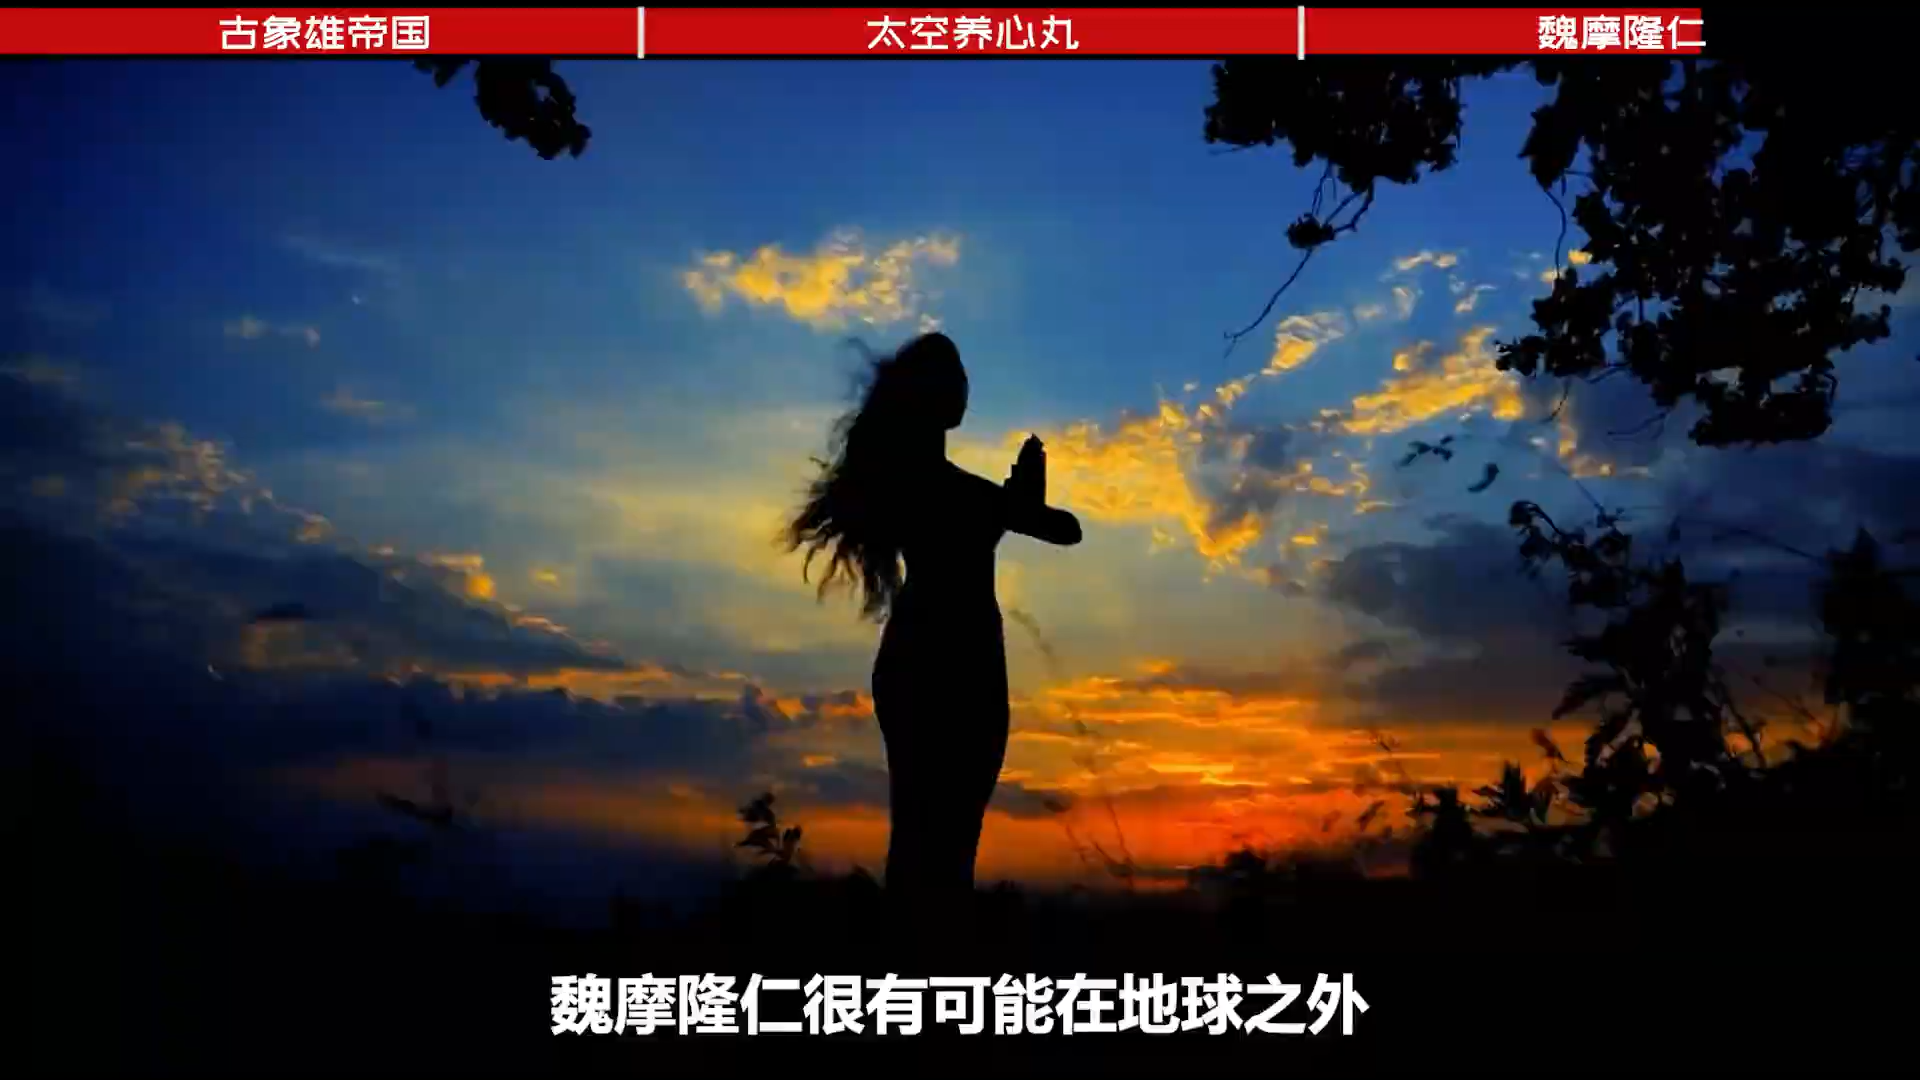 古象雄帝国
太空养心丸
魏摩隆仁
魏摩隆仁很有可能在地球之外